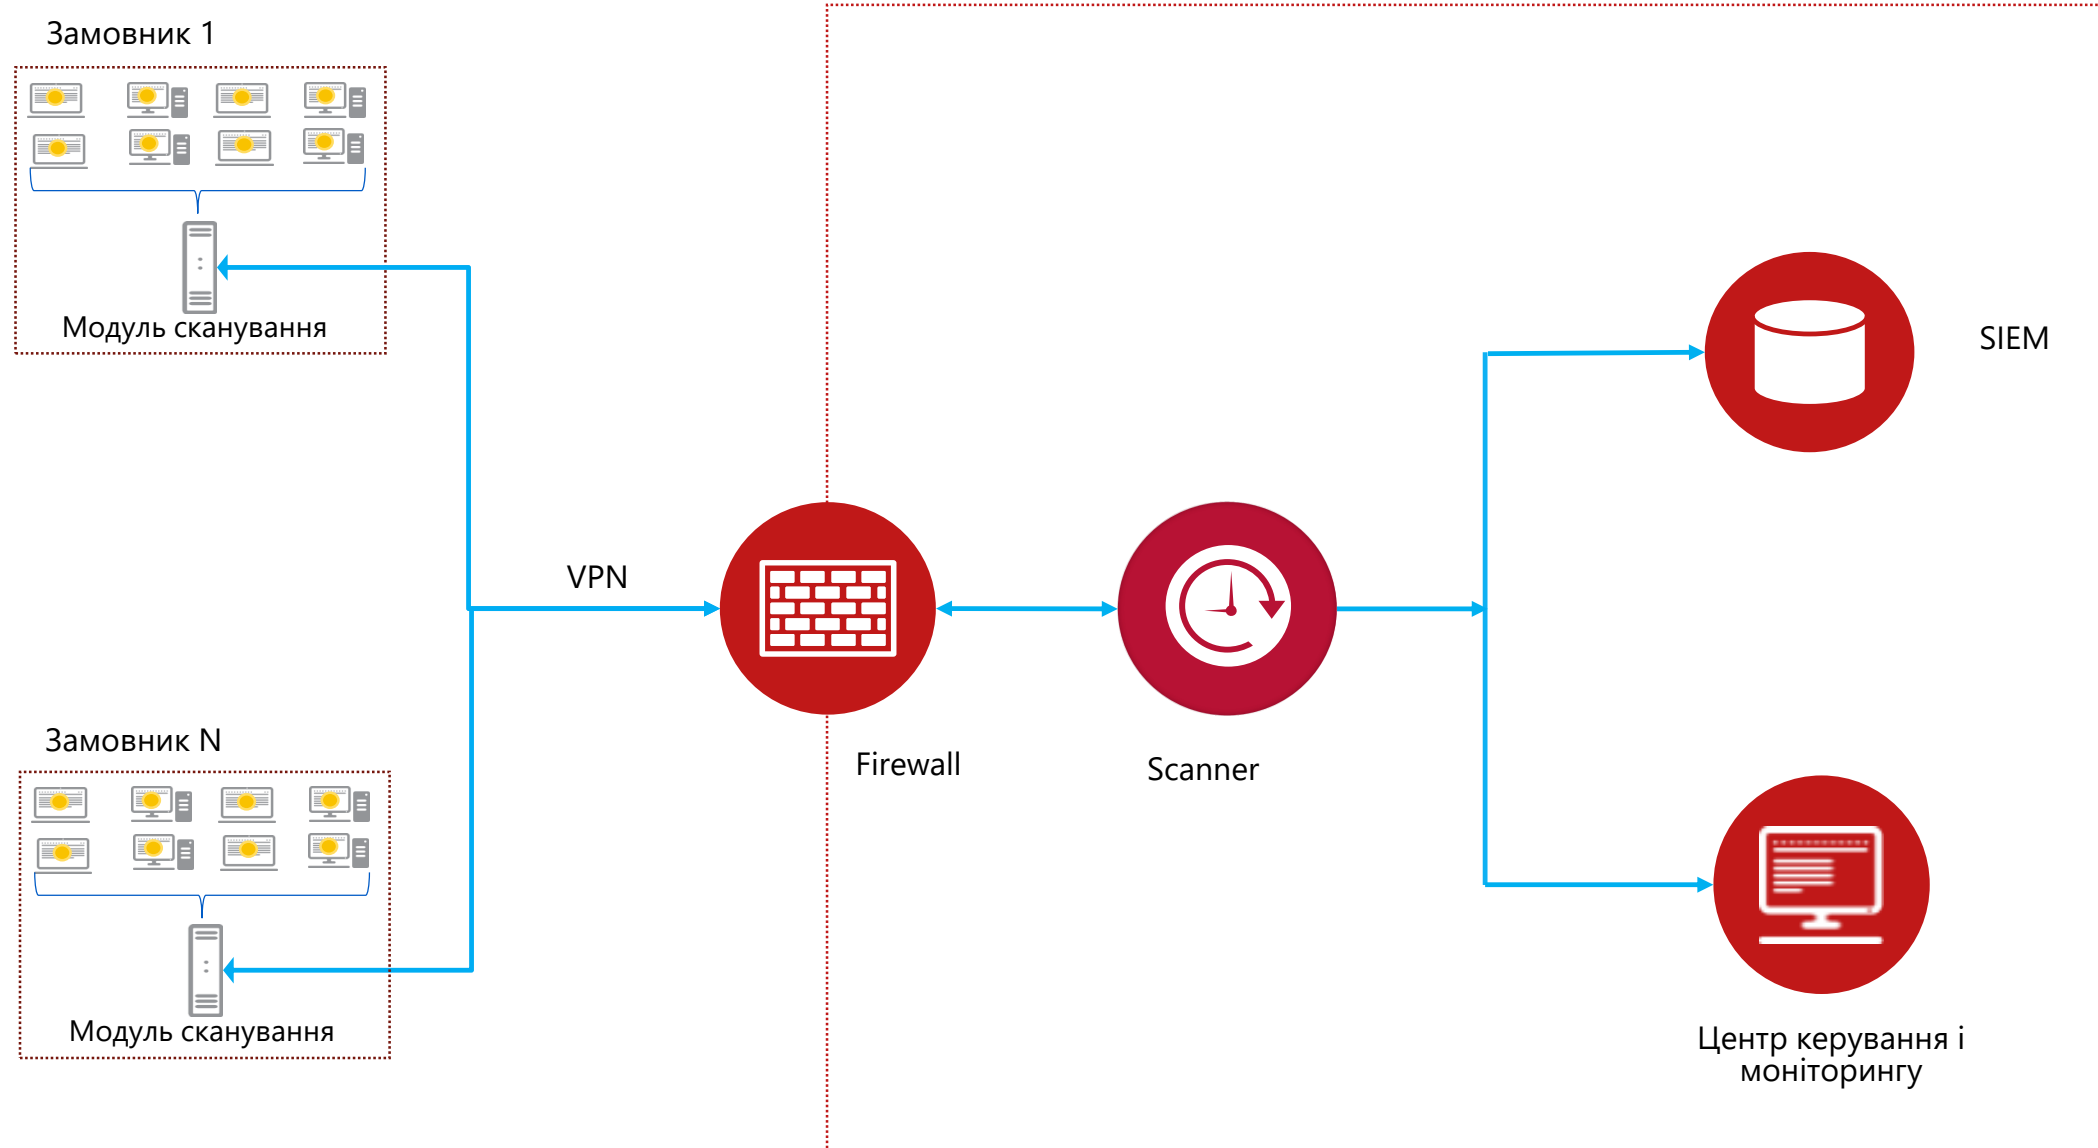 Замовник 1
Модуль сканування
SIEM
VPN
Замовник N
Firewall
Scanner
Модуль сканування
Центр керування і
моніторингу